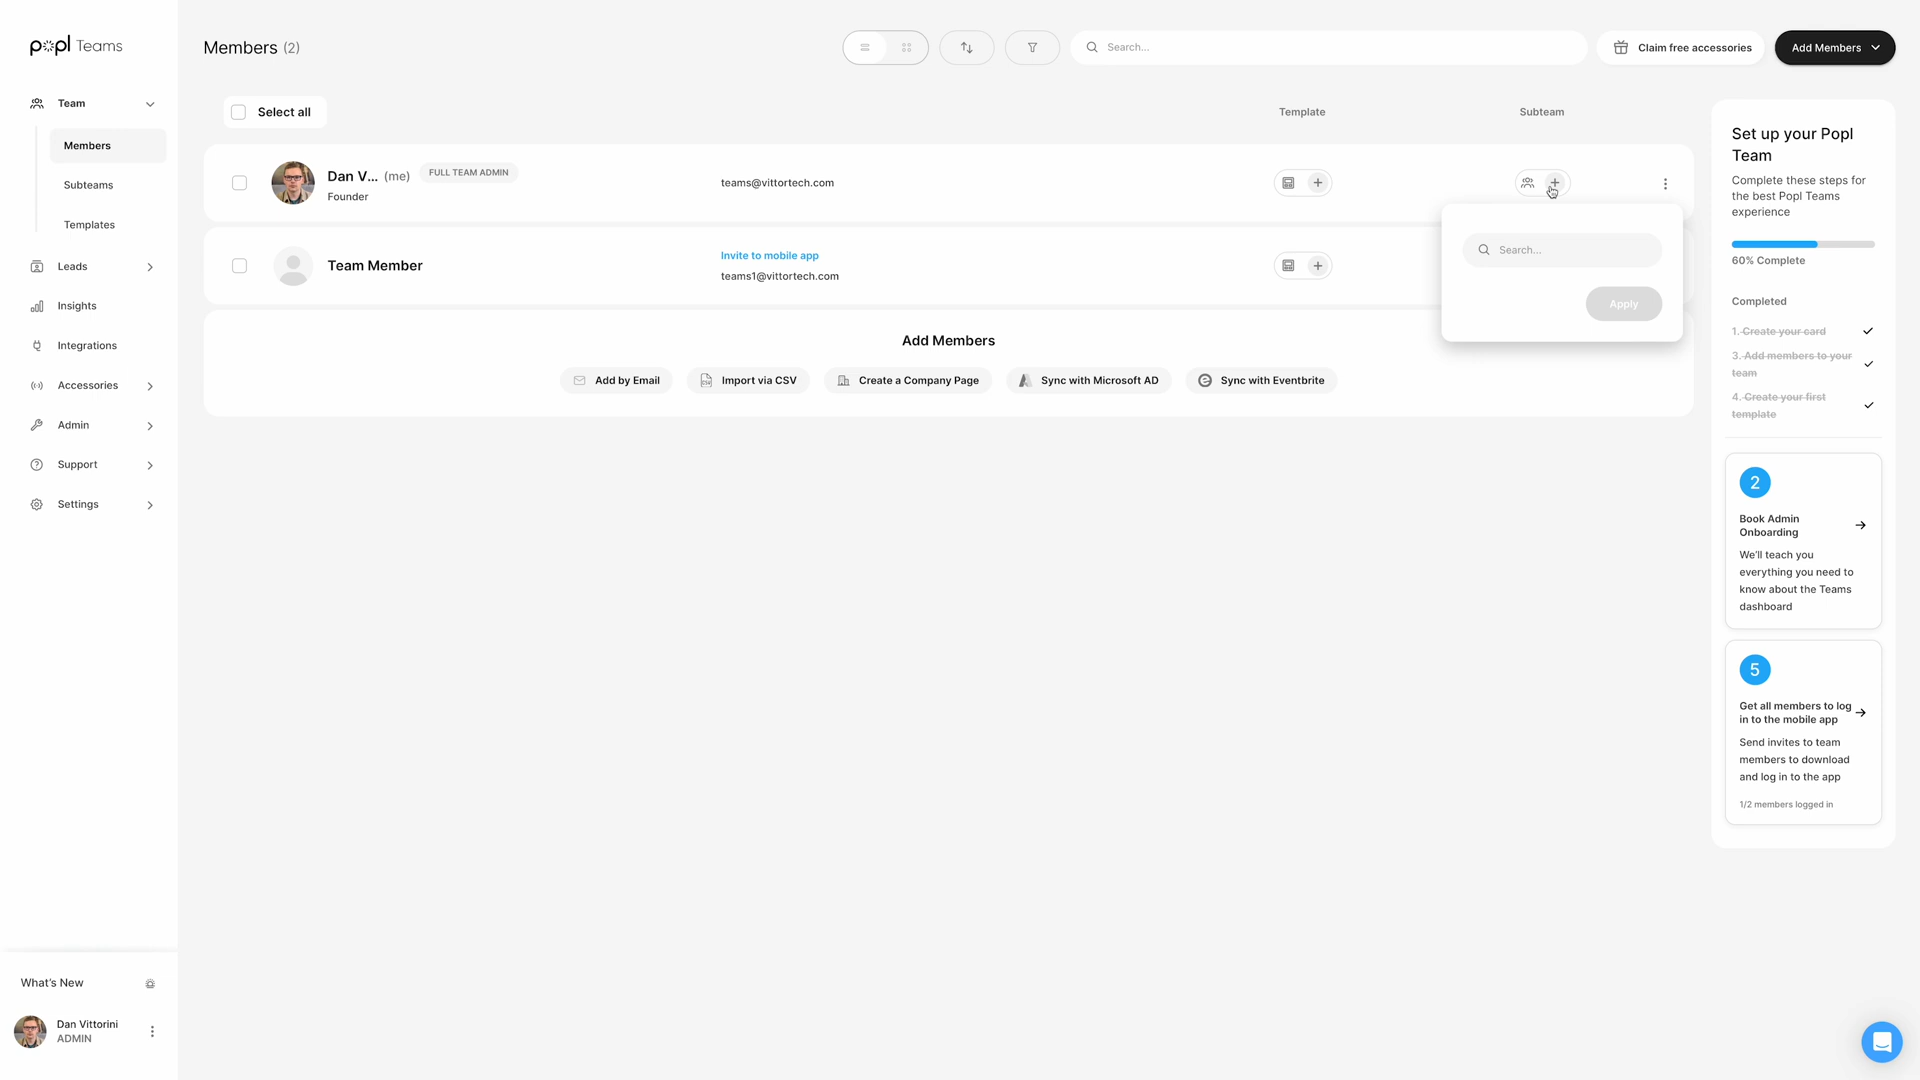 popl Teams
Team
Members
Subteams
Templates
Leads
Insights
Integrations
Accessories
Admin
Support
Settings
What's New
Dan Vittorini
ADMIN
Members (2)
Search...
Claim free accessories
Add Members
Select all
Template
Subteam
Dan V... (me)
FULL TEAM ADMIN
Founder
teams@vittortech.com
Team Member
Invite to mobile app
teams1@vittortech.com
Search...
Apply
Add Members
Add by Email
Import via CSV
Create a Company Page
Sync with Microsoft AD
Sync with Eventbrite
Set up your Popl
Team
Complete these steps for
the best Popl Teams
experience
60% Complete
Completed
1. Create your card
3. Add members to your
team
4. Create your first
template
2
Book Admin
Onboarding
We'll teach you
everything you need to
know about the Teams
dashboard
5
Get all members to log
in to the mobile app
Send invites to team
members to download
and log in to the app
1/2 members logged in